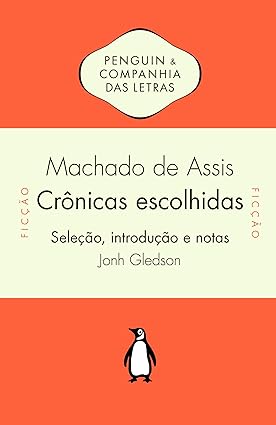 PENGUIN &
COMPANHIA
DAS LETRAS
Machado de Assis
Crônicas escolhidas
Seleção, introdução e notas
Jonh Gledson
FICÇÃO
FICÇÃO